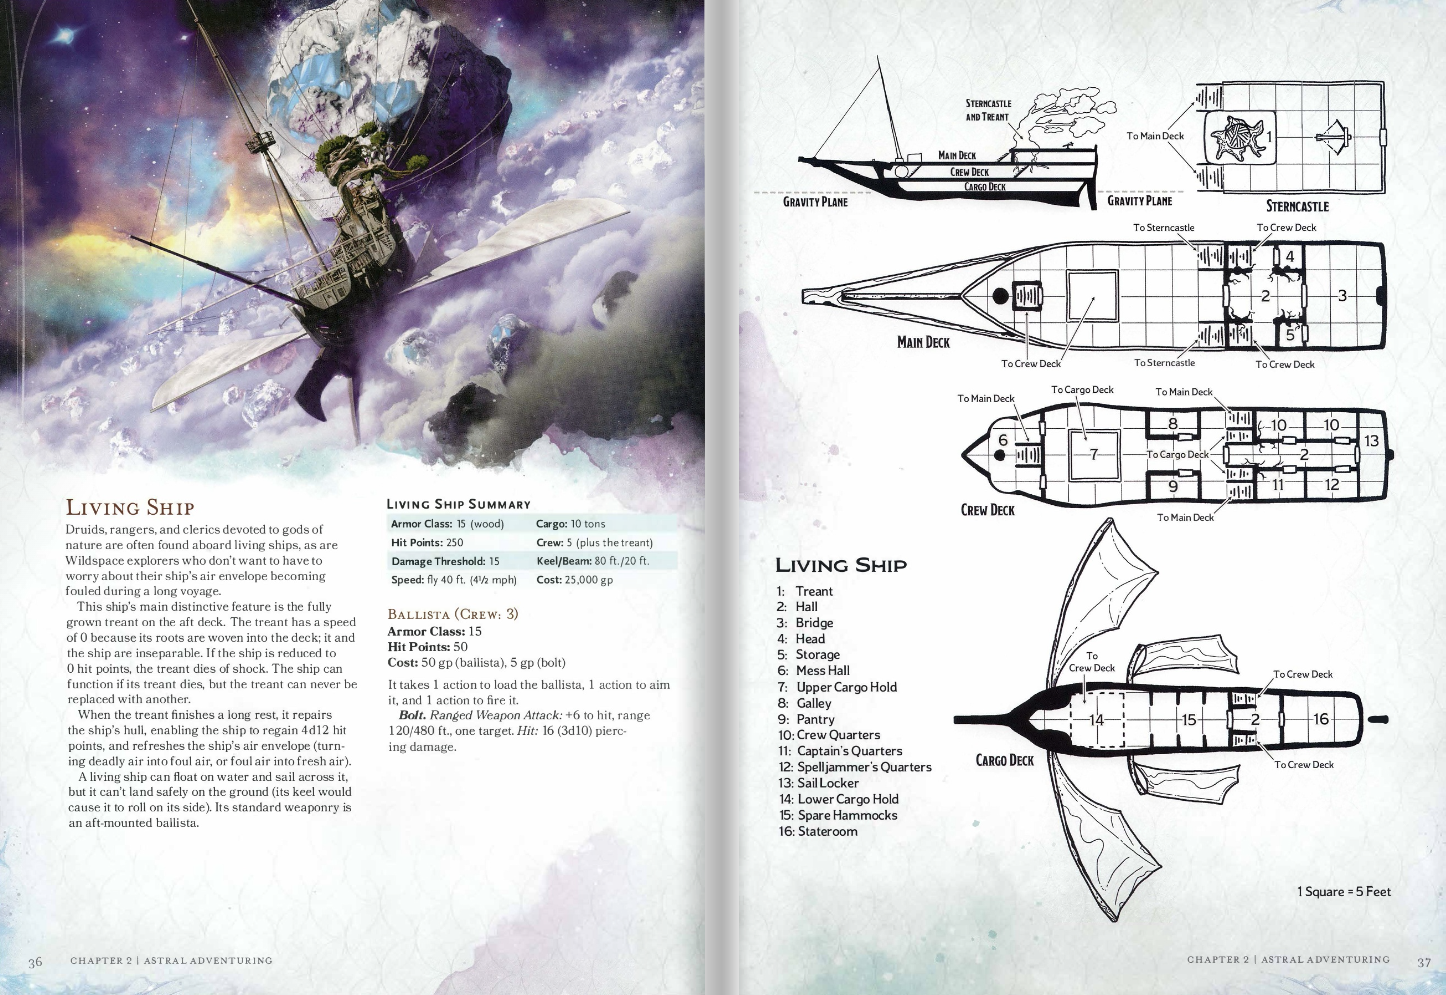 LIVING SHIP
Druids, rangers, and clerics devoted to gods of
nature are often found aboard living ships, as are
Wildspace explorers who don't want to have to
worry about their ship's air envelope becoming
fouled during a long voyage.
This ship's main distinctive feature is the fully
grown treant on the aft deck. The treant has a speed
of 0 because its roots are woven into the deck; it and
the ship are inseparable. If the ship is reduced to
0 hit points, the treant dies of shock. The ship can
function if its treant dies, but the treant can never be
replaced with another.
When the treant finishes a long rest, it repairs
the ship's hull, enabling the ship to regain 4d12 hit
points, and refreshes the ship's air envelope (turn-
ing deadly air into foul air, or foul air into fresh air).
A living ship can float on water and sail across it,
but it can't land safely on the ground (its keel would
cause it to roll on its side). Its standard weaponry is
an aft-mounted ballista.
LIVING SHIP SUMMARY
Armor Class: 15 (wood) Cargo: 10 tons
Hit Points: 250 Crew: 5 (plus the treant)
Damage Threshold: 15 Keel/Beam: 80 ft./20 ft.
Speed: fly 40 ft. (4½ mph) Cost: 25,000 gp
BALLISTA (CREW: 3)
Armor Class: 15
Hit Points: 50
Cost: 50 gp (ballista), 5 gp (bolt)
It takes 1 action to load the ballista, 1 action to aim
it, and 1 action to fire it.
Bolt. Ranged Weapon Attack: +6 to hit, range
120/480 ft., one target. Hit: 16 (3d10) pierc-
ing damage.
36 CHAPTER 2 | ASTRAL ADVENTURING
STERNCASTLE
AND TREANT
MAIN DECK
CREW DECK
CARGO DECK
GRAVITY PLANE
GRAVITY PLANE
To Main Deck
1
STERNCASTLE
To Sterncastle
To Crew Deck
4
2
3
5
MAIN DECK
To Crew Deck
To Sterncastle
To Crew Deck
To Main Deck
To Cargo Deck
To Main Deck
6
7
8
To Cargo Deck
9
10
10
13
2
11
12
To Main Deck
CREW DECK
LIVING SHIP
1: Treant
2: Hall
3: Bridge
4: Head
5: Storage
6: Mess Hall
7: Upper Cargo Hold
8: Galley
9: Pantry
10: Crew Quarters
11: Captain's Quarters
12: Spelljammer's Quarters
13: Sail Locker
14: Lower Cargo Hold
15: Spare Hammocks
16: Stateroom
To
Crew Deck
To Crew Deck
14
15
2
16
To Crew Deck
CARGO DECK
1 Square = 5 Feet
CHAPTER 2 | ASTRAL ADVENTURING 37